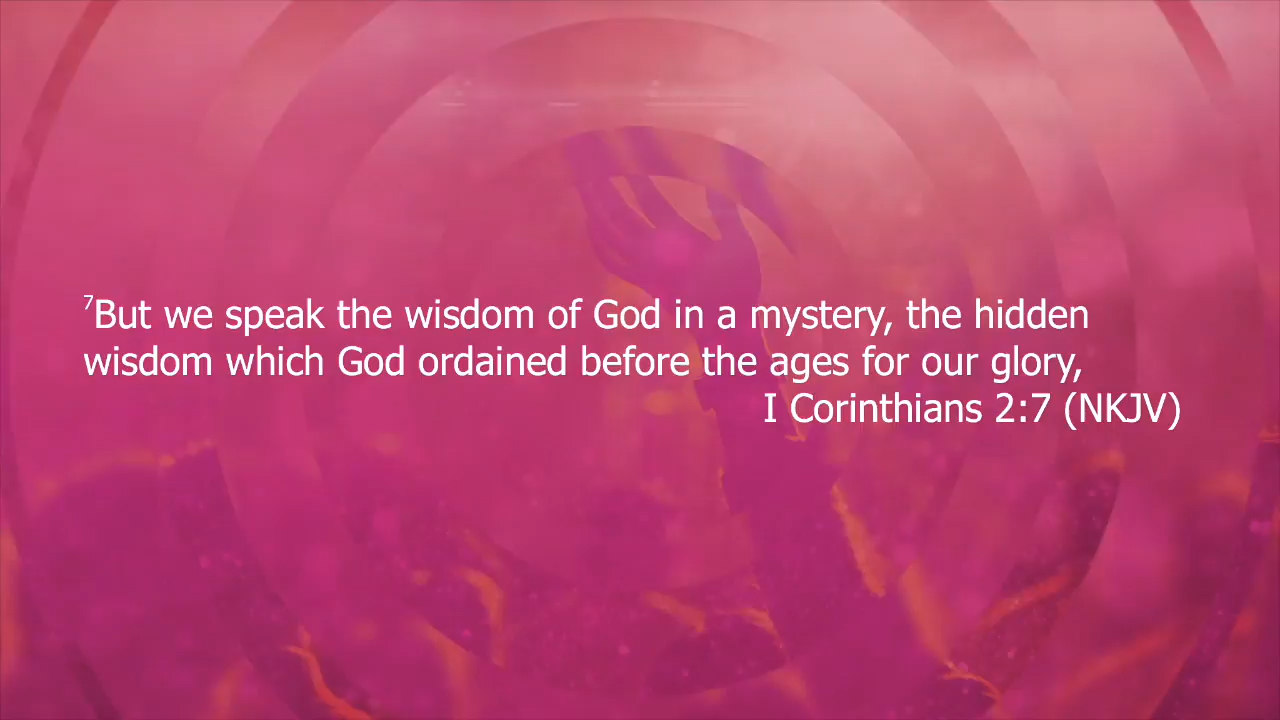 ⁷But we speak the wisdom of God in a mystery, the hidden
wisdom which God ordained before the ages for our glory,
I Corinthians 2:7 (NKJV)